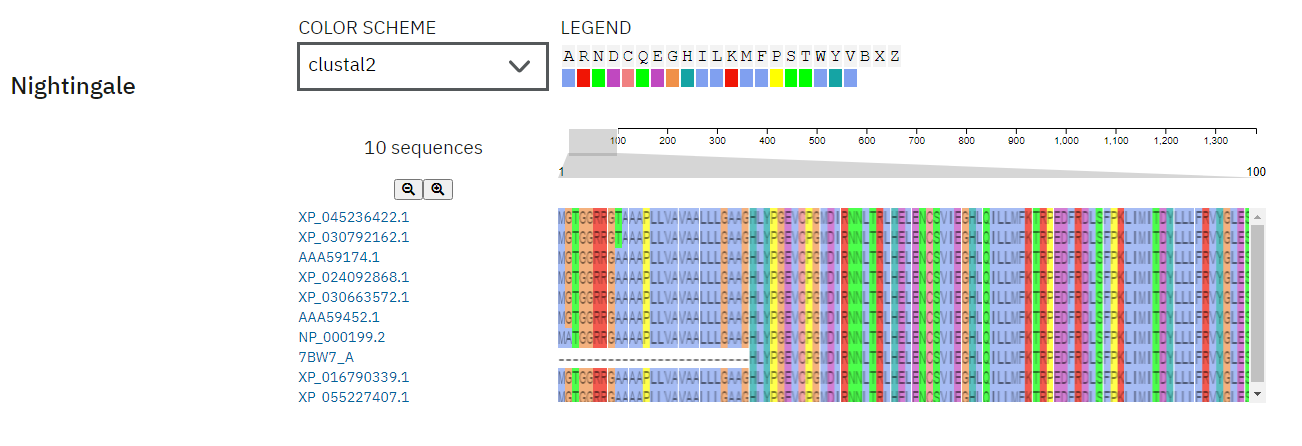 COLOR SCHEME
LEGEND
clustal2
A R N D C Q E G H I L K M F P S T W Y V B X Z
Nightingale
10 sequences
100 200 300 400 500 600 700 800 900 1,000 1,100 1,200 1,300
1 100
XP_045236422.1 MGTGGRRGTAAAPLLVAVAALLLGAAGHLYPGEVCPGMDIRNNLTRLHELENCSVIEGHLQILLMFKTRPEDFRDLSFPKLIMITDYLLLFRVYGLES
XP_030792162.1 MGTGGRRGTAAAPLLVAVAALLLGAAGHLYPGEVCPGMDIRNNLTRLHELENCSVIEGHLQILLMFKTRPEDFRDLSFPKLIMITDYLLLFRVYGLES
AAA59174.1 MGTGGRRGAAAAPLLVAVAALLLGAAGHLYPGEVCPGMDIRNNLTRLHELENCSVIEGHLQILLMFKTRPEDFRDLSFPKLIMITDYLLLFRVYGLES
XP_024092868.1 MGTGGRRGAAAAPLLVAVAALLLGAAGHLYPGEVCPGMDIRNNLTRLHELENCSVIEGHLQILLMFKTRPEDFRDLSFPKLIMITDYLLLFRVYGLES
XP_030663572.1 MGTGGRRGAAAAPLLVAVAALLLGAAGHLYPGEVCPGMDIRNNLTRLHELENCSVIEGHLQILLMFKTRPEDFRDLSFPKLIMITDYLLLFRVYGLES
AAA59452.1 MGTGGRRGAAAAPLLVAVAALLLGAAGHLYPGEVCPGMDIRNNLTRLHELENCSVIEGHLQILLMFKTRPEDFRDLSFPKLIMITDYLLLFRVYGLES
NP_000199.2 MATGGRRGAAAAPLLVAVAALLLGAAGHLYPGEVCPGMDIRNNLTRLHELENCSVIEGHLQILLMFKTRPEDFRDLSFPKLIMITDYLLLFRVYGLES
7BW7_A ---------------------------HLYPGEVCPGMDIRNNLTRLHELENCSVIEGHLQILLMFKTRPEDFRDLSFPKLIMITDYLLLFRVYGLES
XP_016790339.1 MGTGGRRGAAAAPLLVAVAALLLGAAGHLYPGEVCPGMDIRNNLTRLHELENCSVIEGHLQILLMFKTRPEDFRDLSFPKLIMITDYLLLFRVYGLES
XP_055227407.1 MGTGGRRGAAAAPLLVAVAALLLGAAGHLYPGEVCPGMDIRNNLTRLHELENCSVIEGHLQILLMFKTRPEDFRDLSFPKLIMITDYLLLFRVYGLES